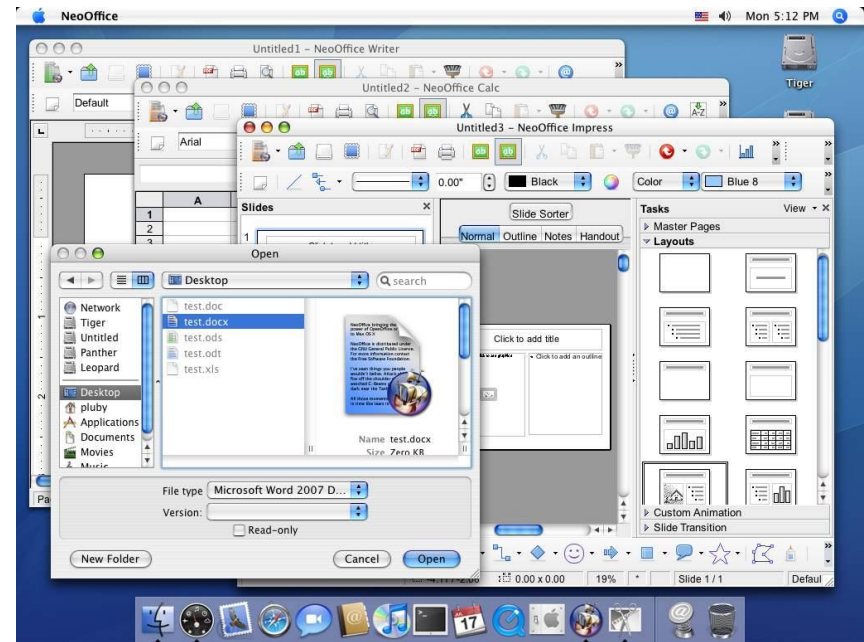 NeoOffice
Mon 5:12 PM
Tiger
Untitled1 – NeoOffice Writer
Default
Untitled2 – NeoOffice Calc
Arial
A
1
2
3
Untitled3 – NeoOffice Impress
0.00"
Black
Color
Blue 8
Slides
1
Slide Sorter
Normal
Outline
Notes
Handout
Click to add title
Click to add an outline
Tasks
View
Master Pages
Layouts
Custom Animation
Slide Transition
0.00 x 0.00
19%
*
Slide 1 / 1
Defaul
Open
Desktop
search
Network
Tiger
Untitled
Panther
Leopard
Desktop
pluby
Applications
Documents
Movies
Music
test.doc
test.docx
test.ods
test.odt
test.xls
Name test.docx
Size Zero KB
File type Microsoft Word 2007 D...
Version:
Read-only
New Folder
Cancel
Open
Pa
17